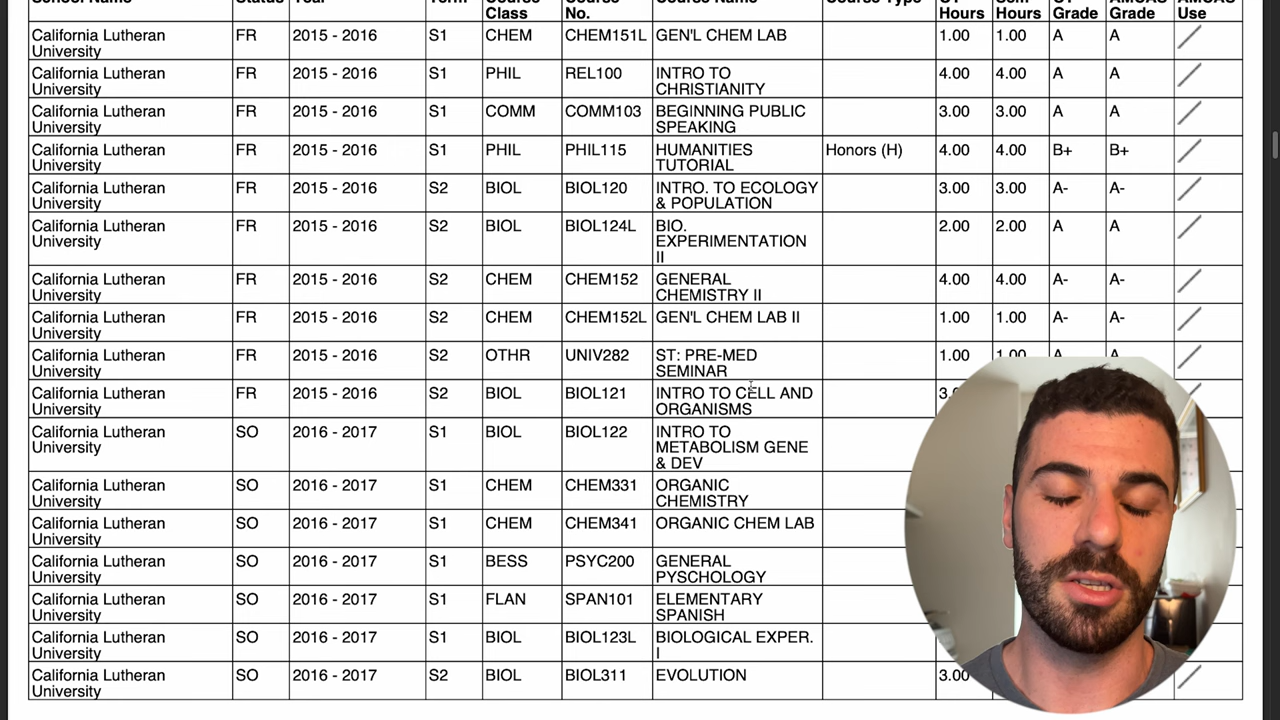 School Name Status Year Term Course Class Course No. Course Name Course Type OT Hours Sem Hours OT Grade AMCAS Grade AMCAS Use
California Lutheran University FR 2015 - 2016 S1 CHEM CHEM151L GEN'L CHEM LAB 1.00 1.00 A A
California Lutheran University FR 2015 - 2016 S1 PHIL REL100 INTRO TO CHRISTIANITY 4.00 4.00 A A
California Lutheran University FR 2015 - 2016 S1 COMM COMM103 BEGINNING PUBLIC SPEAKING 3.00 3.00 A A
California Lutheran University FR 2015 - 2016 S1 PHIL PHIL115 HUMANITIES TUTORIAL Honors (H) 4.00 4.00 B+ B+
California Lutheran University FR 2015 - 2016 S2 BIOL BIOL120 INTRO. TO ECOLOGY & POPULATION 3.00 3.00 A- A-
California Lutheran University FR 2015 - 2016 S2 BIOL BIOL124L BIO. EXPERIMENTATION II 2.00 2.00 A A
California Lutheran University FR 2015 - 2016 S2 CHEM CHEM152 GENERAL CHEMISTRY II 4.00 4.00 A- A-
California Lutheran University FR 2015 - 2016 S2 CHEM CHEM152L GEN'L CHEM LAB II 1.00 1.00 A- A-
California Lutheran University FR 2015 - 2016 S2 OTHR UNIV282 ST: PRE-MED SEMINAR 1.00 1.00 A A
California Lutheran University FR 2015 - 2016 S2 BIOL BIOL121 INTRO TO CELL AND ORGANISMS
California Lutheran University SO 2016 - 2017 S1 BIOL BIOL122 INTRO TO METABOLISM GENE & DEV
California Lutheran University SO 2016 - 2017 S1 CHEM CHEM331 ORGANIC CHEMISTRY
California Lutheran University SO 2016 - 2017 S1 CHEM CHEM341 ORGANIC CHEM LAB
California Lutheran University SO 2016 - 2017 S1 BESS PSYC200 GENERAL PYSCHOLOGY
California Lutheran University SO 2016 - 2017 S1 FLAN SPAN101 ELEMENTARY SPANISH
California Lutheran University SO 2016 - 2017 S1 BIOL BIOL123L BIOLOGICAL EXPER. I
California Lutheran University SO 2016 - 2017 S2 BIOL BIOL311 EVOLUTION 3.00